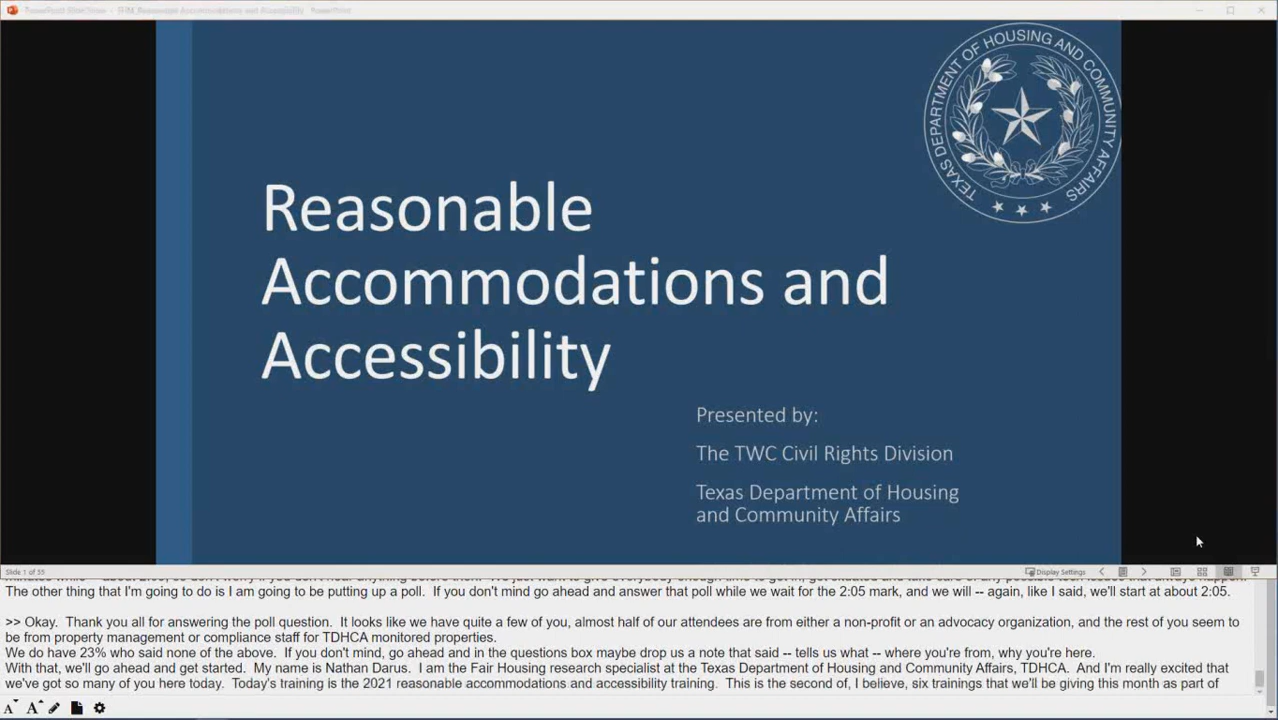 PowerPoint Slide Show - FHM Reasonable Accommodations and Accessibility - PowerPoint
TEXAS DEPARTMENT OF HOUSING AND COMMUNITY AFFAIRS
Reasonable
Accommodations and
Accessibility
Presented by:
The TWC Civil Rights Division
Texas Department of Housing
and Community Affairs
Slide 1 of 55
Display Settings
The other thing that I'm going to do is I am going to be putting up a poll.  If you don't mind go ahead and answer that poll while we wait for the 2:05 mark, and we will -- again, like I said, we'll start at about 2:05.
>> Okay.  Thank you all for answering the poll question.  It looks like we have quite a few of you, almost half of our attendees are from either a non-profit or an advocacy organization, and the rest of you seem to
be from property management or compliance staff for TDHCA monitored properties.
We do have 23% who said none of the above.  If you don't mind, go ahead and in the questions box maybe drop us a note that said -- tells us what -- where you're from, why you're here.
With that, we'll go ahead and get started.  My name is Nathan Darus.  I am the Fair Housing research specialist at the Texas Department of Housing and Community Affairs, TDHCA.  And I'm really excited that
we've got so many of you here today.  Today's training is the 2021 reasonable accommodations and accessibility training.  This is the second of, I believe, six trainings that we'll be giving this month as part of
A A